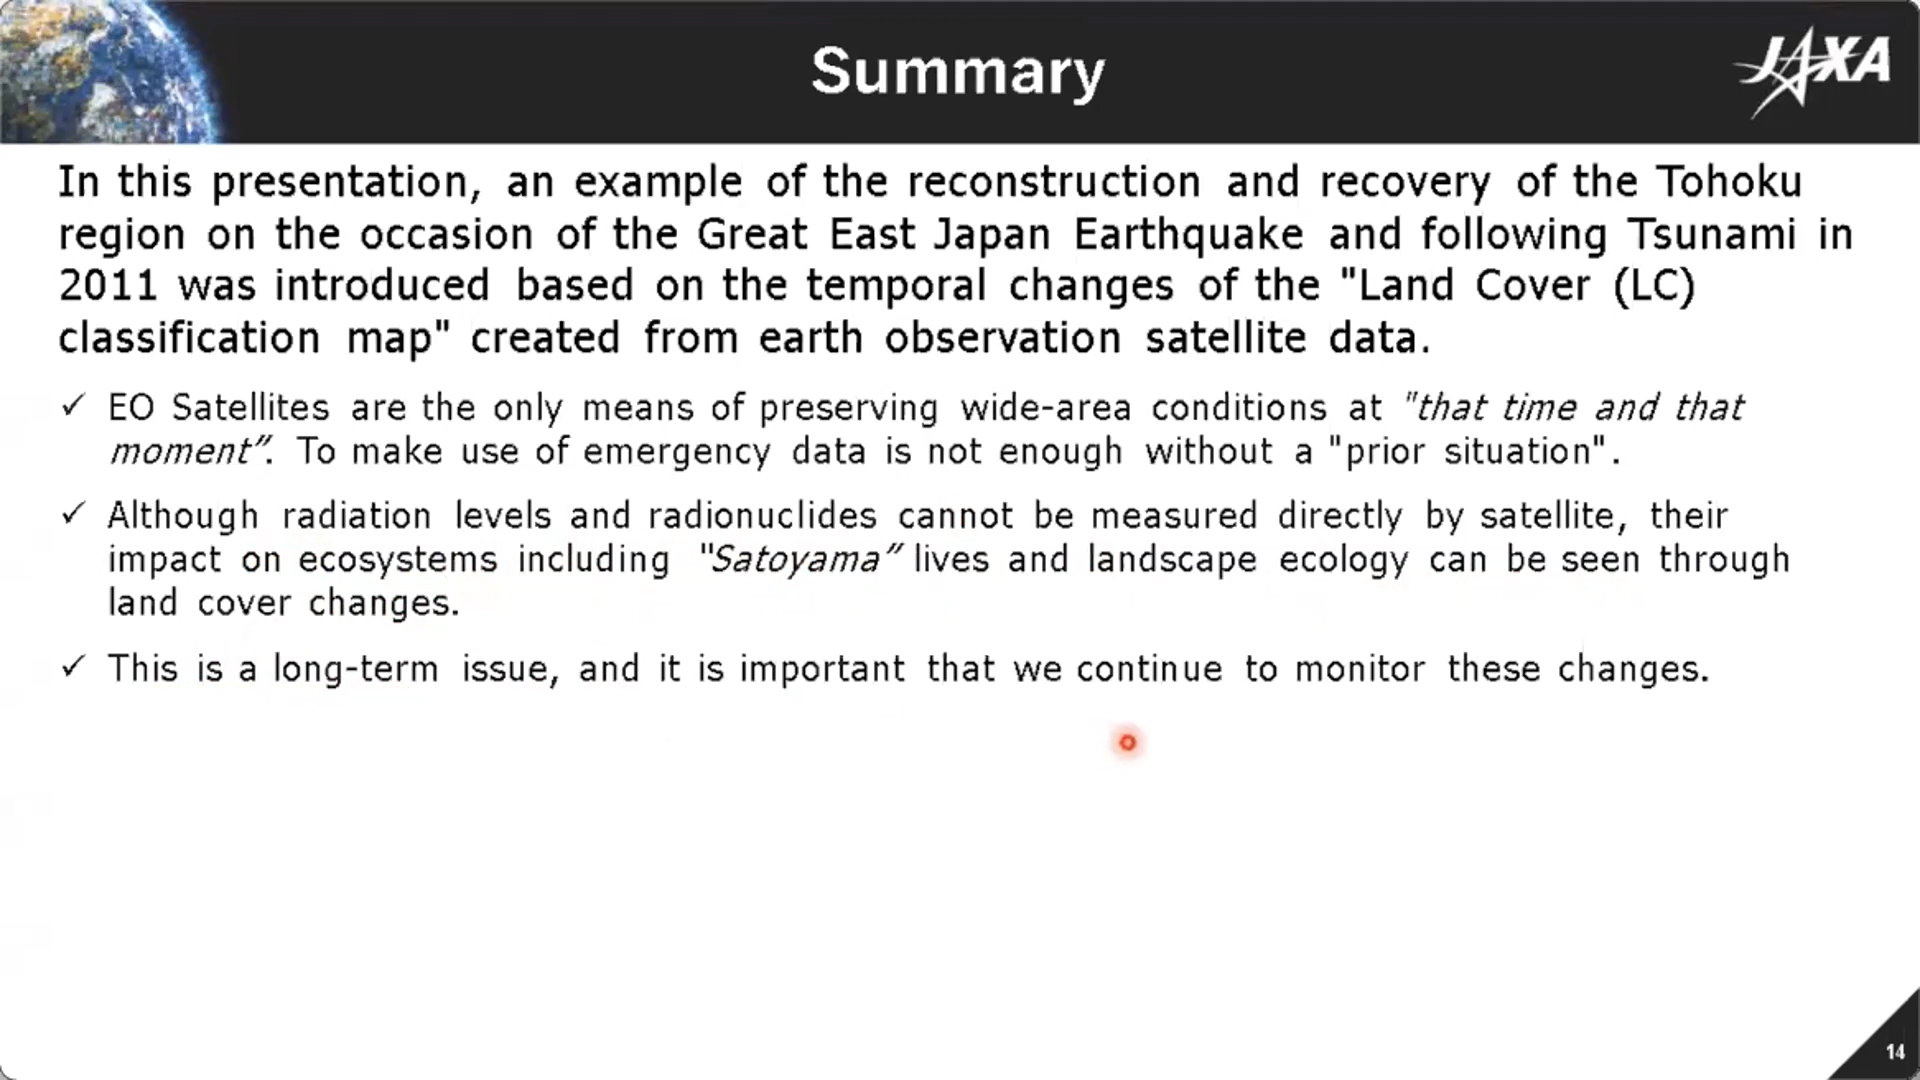 Summary
JAXA
In this presentation, an example of the reconstruction and recovery of the Tohoku
region on the occasion of the Great East Japan Earthquake and following Tsunami in
2011 was introduced based on the temporal changes of the "Land Cover (LC)
classification map" created from earth observation satellite data.
✓ EO Satellites are the only means of preserving wide-area conditions at "that time and that
moment”. To make use of emergency data is not enough without a "prior situation".
✓ Although radiation levels and radionuclides cannot be measured directly by satellite, their
impact on ecosystems including "Satoyama” lives and landscape ecology can be seen through
land cover changes.
✓ This is a long-term issue, and it is important that we continue to monitor these changes.
14